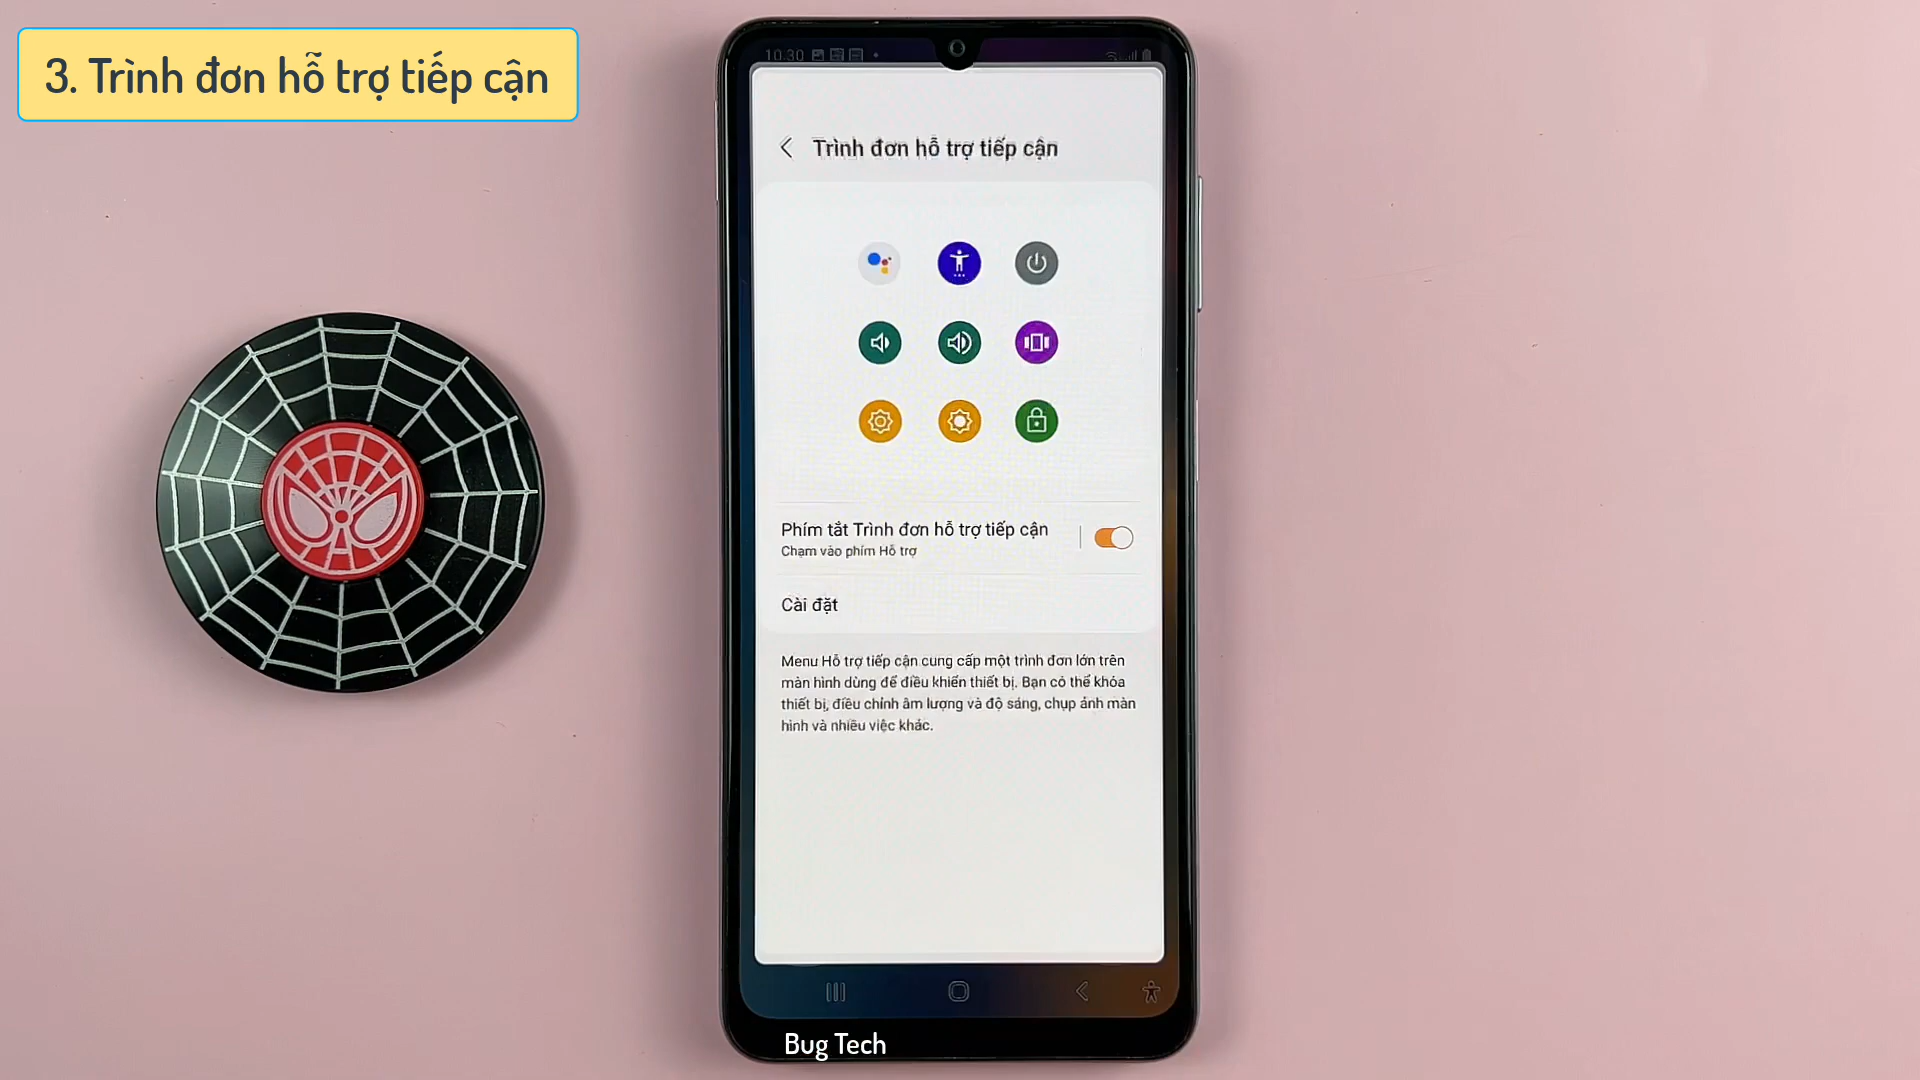 3. Trình đơn hỗ trợ tiếp cận
10:30
Trình đơn hỗ trợ tiếp cận
Phím tắt Trình đơn hỗ trợ tiếp cận
Chạm vào phím Hỗ trợ
Cài đặt
Menu Hỗ trợ tiếp cận cung cấp một trình đơn lớn trên
màn hình dùng để điều khiển thiết bị. Bạn có thể khóa
thiết bị, điều chỉnh âm lượng và độ sáng, chụp ảnh màn
hình và nhiều việc khác.
Bug Tech